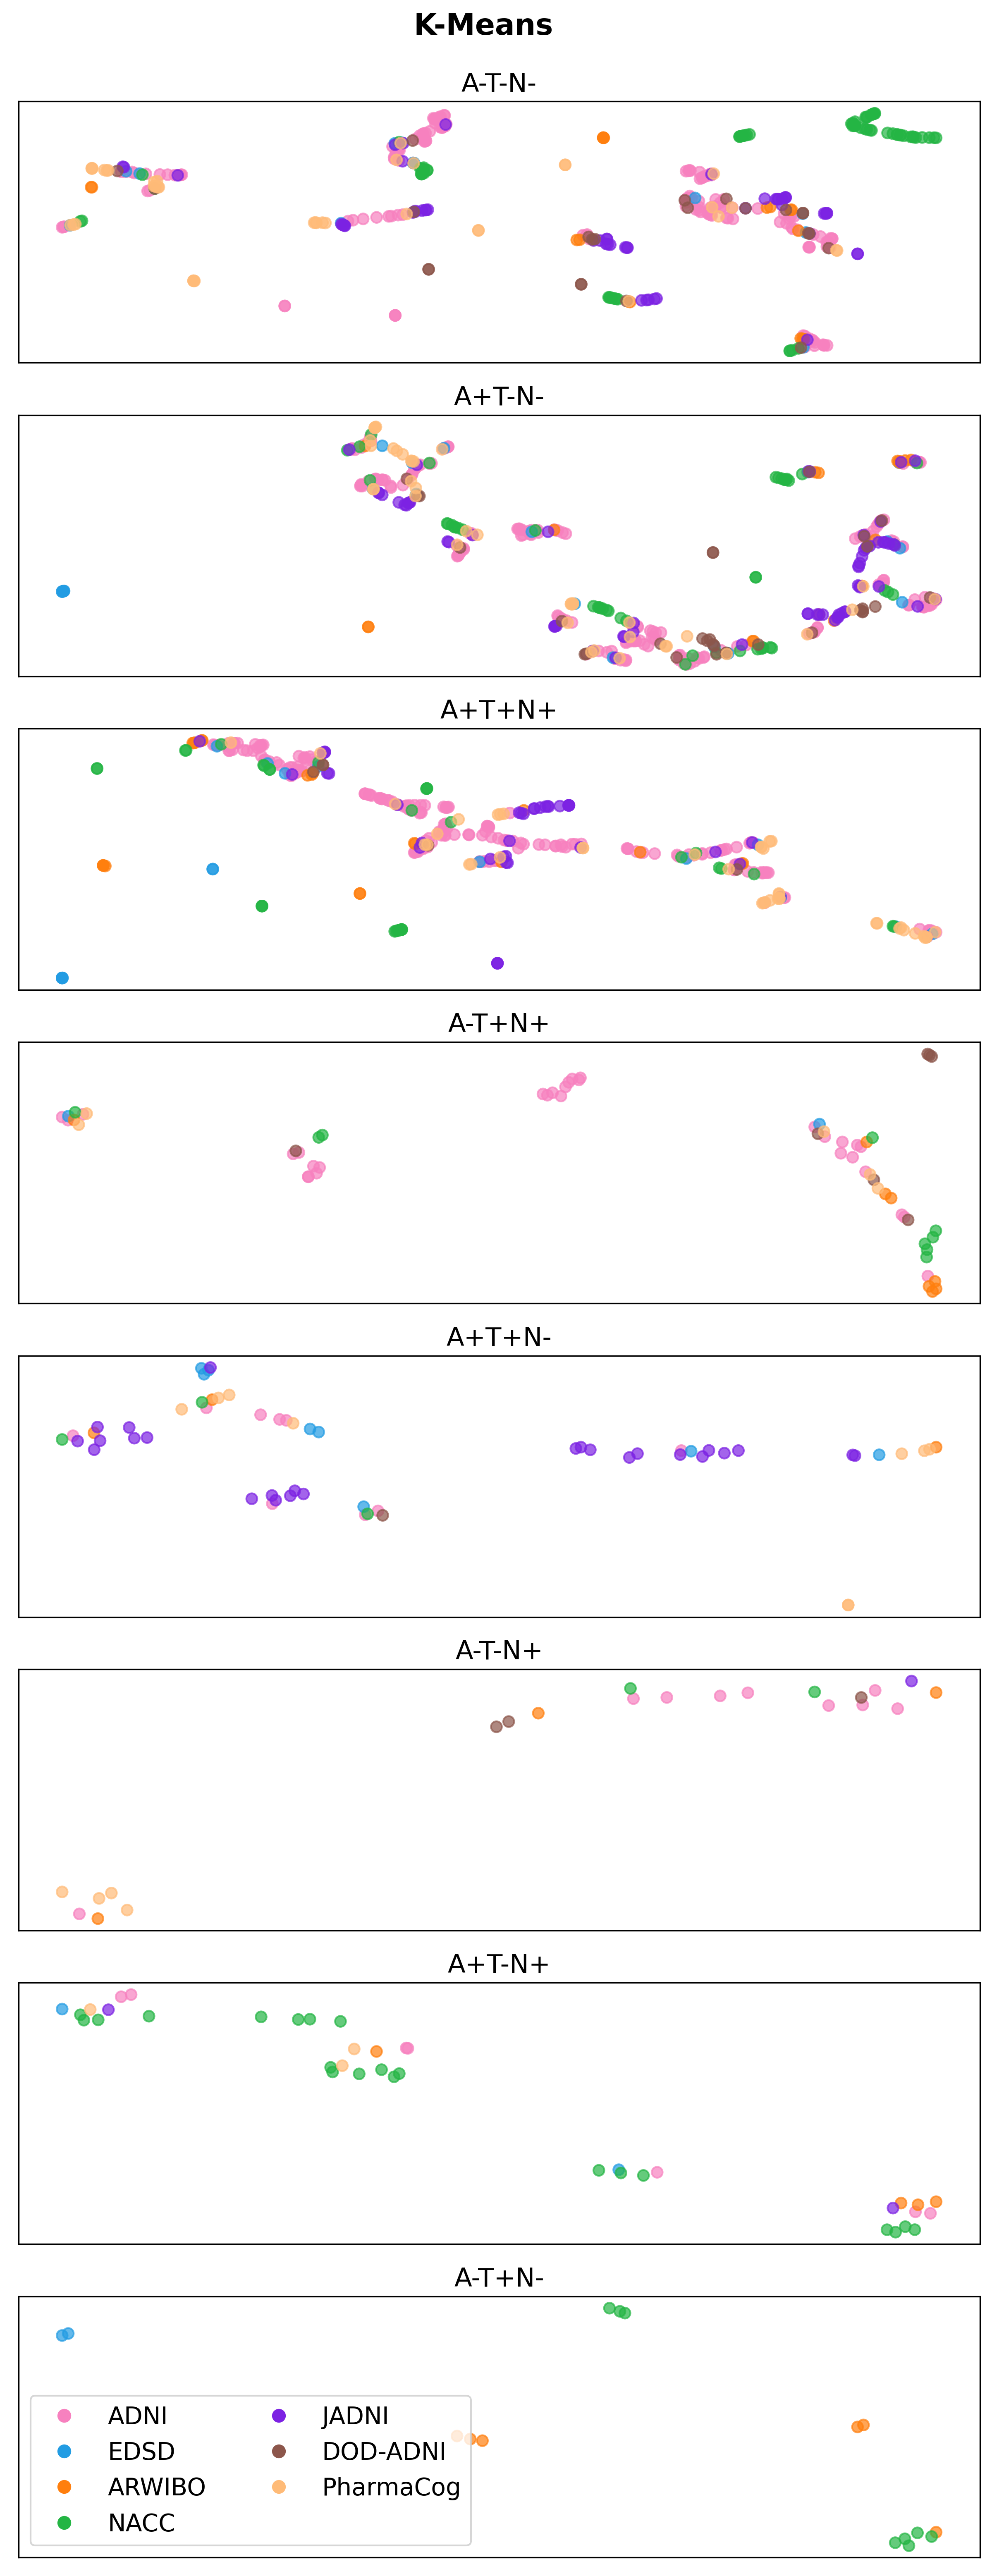 K-Means
A-T-N-
A+T-N-
A+T+N+
A-T+N+
A+T+N-
A-T-N+
A+T-N+
A-T+N-
ADNI
EDSD
ARWIBO
NACC
JADNI
DOD-ADNI
PharmaCog